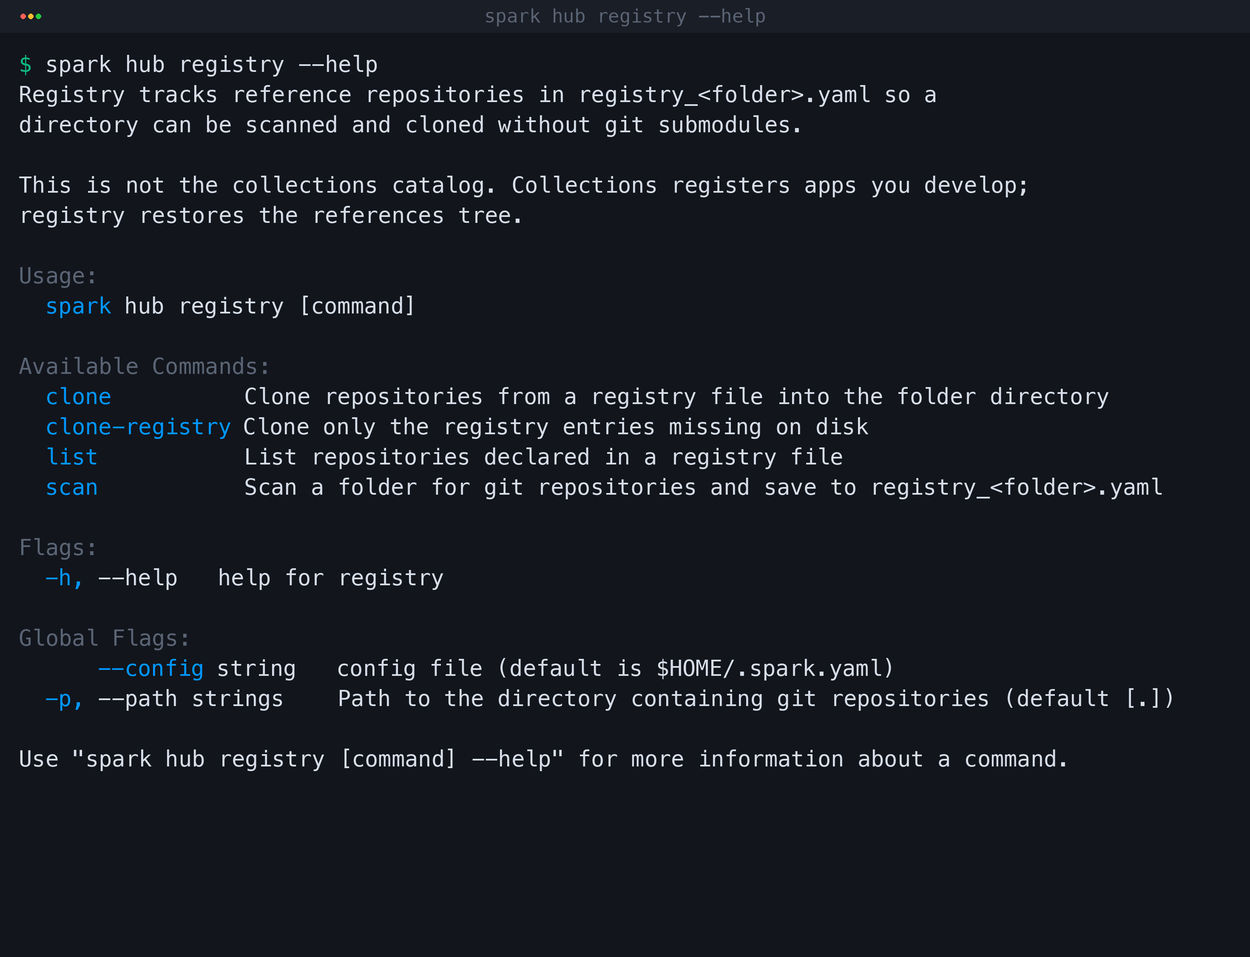 spark hub registry --help
$ spark hub registry --help
Registry tracks reference repositories in registry_<folder>.yaml so a
directory can be scanned and cloned without git submodules.
This is not the collections catalog. Collections registers apps you develop;
registry restores the references tree.
Usage:
  spark hub registry [command]
Available Commands:
  clone          Clone repositories from a registry file into the folder directory
  clone-registry Clone only the registry entries missing on disk
  list           List repositories declared in a registry file
  scan           Scan a folder for git repositories and save to registry_<folder>.yaml
Flags:
  -h, --help   help for registry
Global Flags:
      --config string   config file (default is $HOME/.spark.yaml)
  -p, --path strings    Path to the directory containing git repositories (default [.])
Use "spark hub registry [command] --help" for more information about a command.